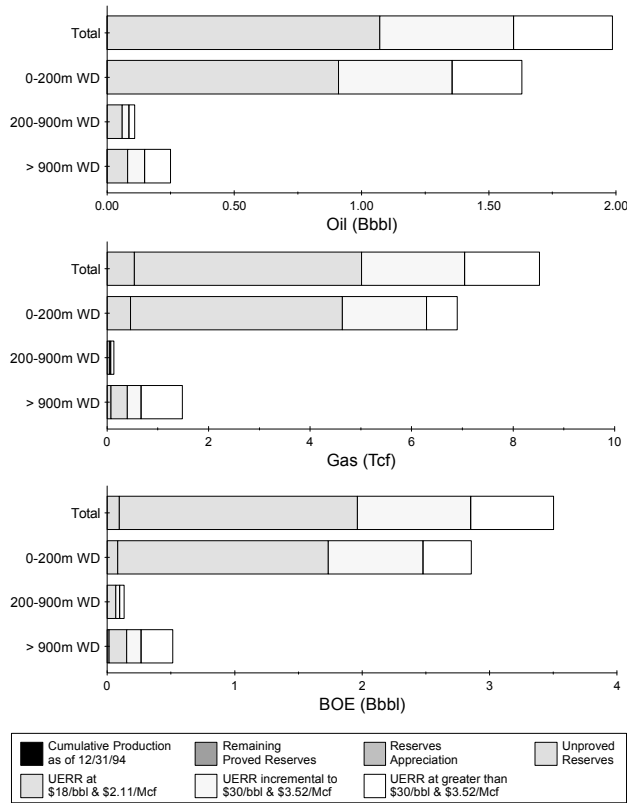 Total
0-200m WD
200-900m WD
> 900m WD
0.00 0.50 1.00 1.50 2.00
Oil (Bbbl)
Total
0-200m WD
200-900m WD
> 900m WD
0 2 4 6 8 10
Gas (Tcf)
Total
0-200m WD
200-900m WD
> 900m WD
0 1 2 3 4
BOE (Bbbl)
Cumulative Production
as of 12/31/94
Remaining
Proved Reserves
Reserves
Appreciation
Unproved
Reserves
UERR at
$18/bbl & $2.11/Mcf
UERR incremental to
$30/bbl & $3.52/Mcf
UERR at greater than
$30/bbl & $3.52/Mcf